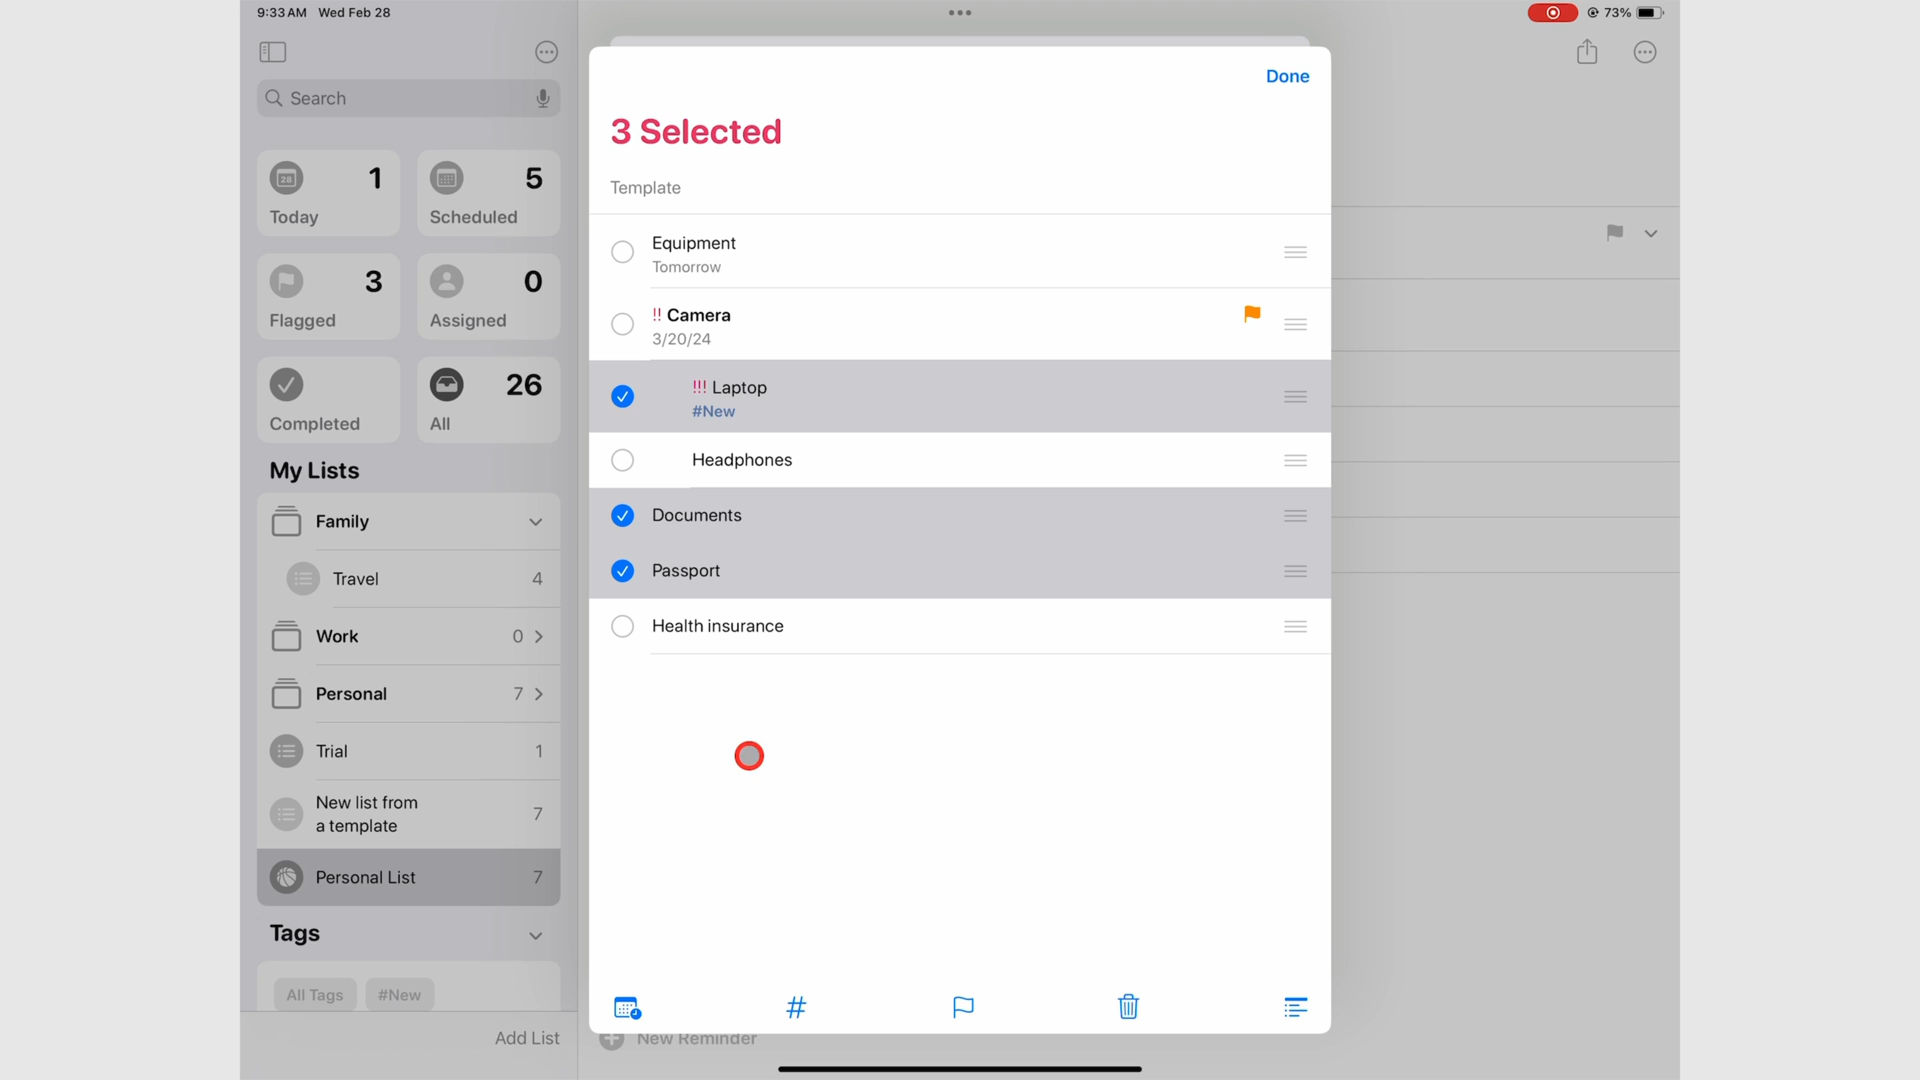 9:33 AM Wed Feb 28
73%
Search
28
1
Today
5
Scheduled
3
Flagged
0
Assigned
Completed
26
All
My Lists
Family
Travel 4
Work 0
Personal 7
Trial 1
New list from
a template
7
Personal List 7
Tags
All Tags #New
Add List
Done
3 Selected
Template
Equipment
Tomorrow
!! Camera
3/20/24
!!! Laptop
#New
Headphones
Documents
Passport
Health insurance
New Reminder